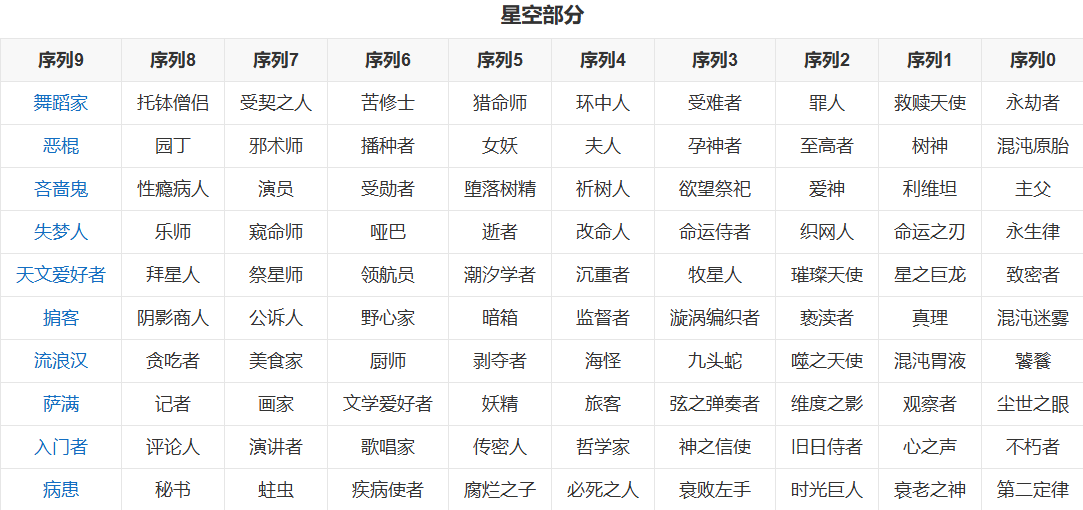 星空部分
序列9 序列8 序列7 序列6 序列5 序列4 序列3 序列2 序列1 序列0
舞蹈家 托钵僧侣 受契之人 苦修士 猎命师 环中人 受难者 罪人 救赎天使 永劫者
恶棍 园丁 邪术师 播种者 女妖 夫人 孕神者 至高者 树神 混沌原胎
吝啬鬼 性瘾病人 演员 受勋者 堕落树精 祈树人 欲望祭祀 爱神 利维坦 主父
失梦人 乐师 窥命师 哑巴 逝者 改命人 命运侍者 织网人 命运之刃 永生律
天文爱好者 拜星人 祭星师 领航员 潮汐学者 沉重者 牧星人 璀璨天使 星之巨龙 致密者
掮客 阴影商人 公诉人 野心家 暗箱 监督者 漩涡编织者 亵渎者 真理 混沌迷雾
流浪汉 贪吃者 美食家 厨师 剥夺者 海怪 九头蛇 噬之天使 混沌胃液 饕餮
萨满 记者 画家 文学爱好者 妖精 旅客 弦之弹奏者 维度之影 观察者 尘世之眼
入门者 评论人 演讲者 歌唱家 传密人 哲学家 神之信使 旧日侍者 心之声 不朽者
病患 秘书 蛀虫 疾病使者 腐烂之子 必死之人 衰败左手 时光巨人 衰老之神 第二定律